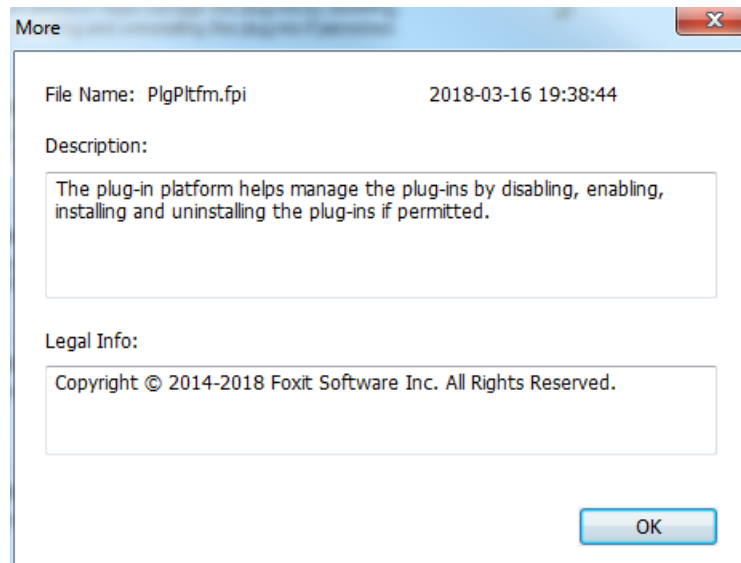 More
File Name: PlgPltfm.fpi 2018-03-16 19:38:44
Description:
The plug-in platform helps manage the plug-ins by disabling, enabling,
installing and uninstalling the plug-ins if permitted.
Legal Info:
Copyright © 2014-2018 Foxit Software Inc. All Rights Reserved.
OK